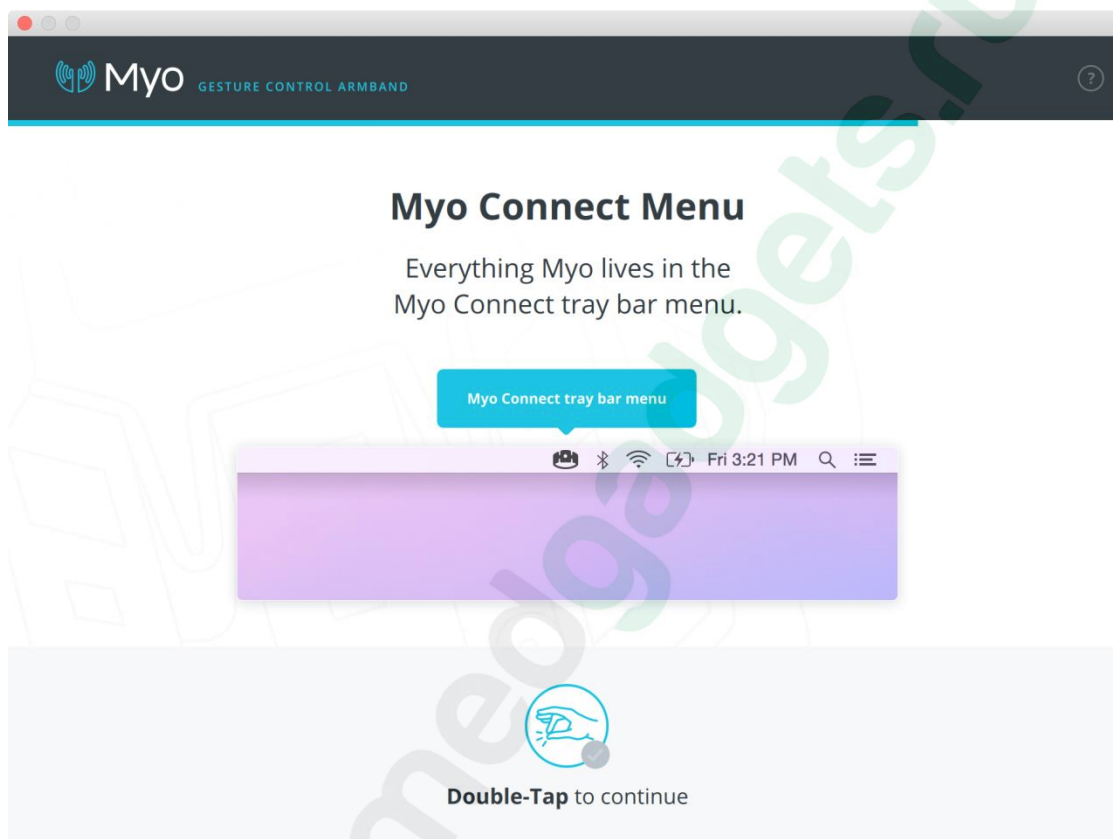 Myo GESTURE CONTROL ARMBAND
?
Myo Connect Menu
Everything Myo lives in the
Myo Connect tray bar menu.
Myo Connect tray bar menu
Fri 3:21 PM
Double-Tap to continue
medgadgets.ru